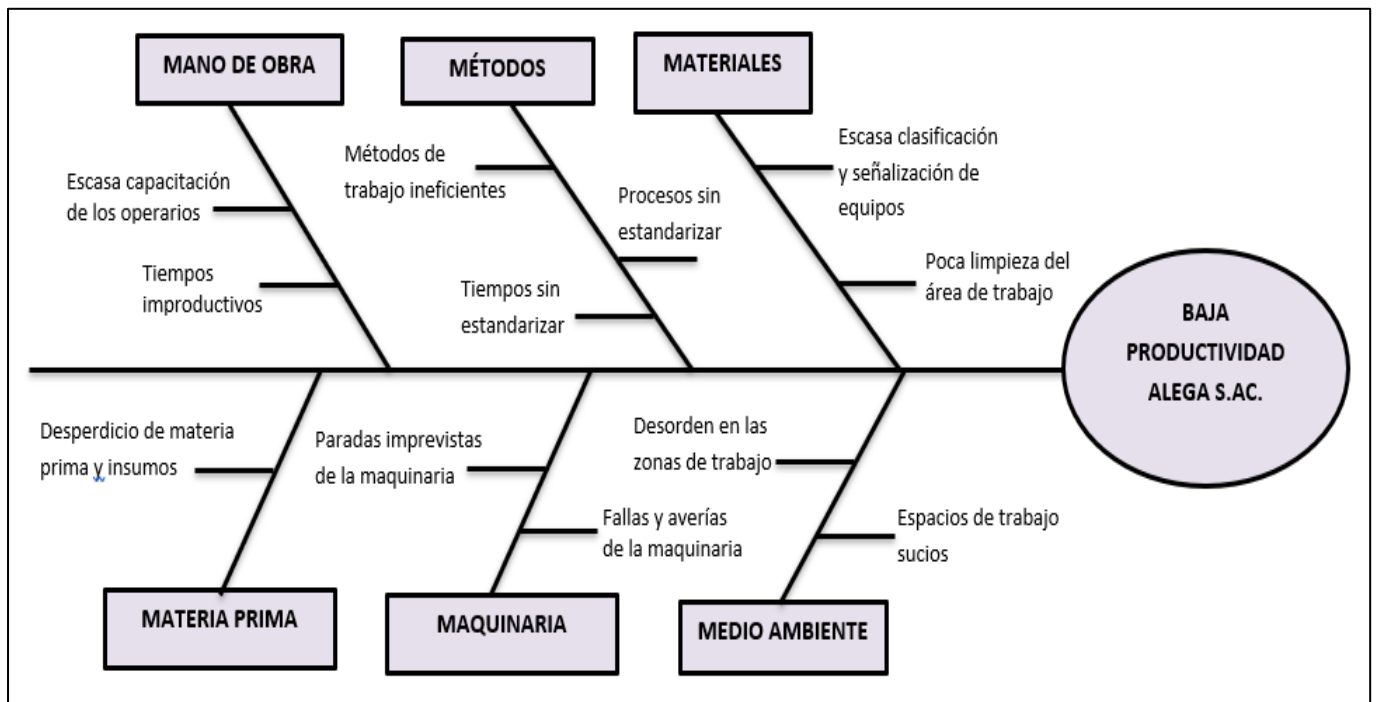 MANO DE OBRA
MÉTODOS
MATERIALES
Escasa capacitación
de los operarios
Tiempos
improductivos
Métodos de
trabajo ineficientes
Procesos sin
estandarizar
Tiempos sin
estandarizar
Escasa clasificación
y señalización de
equipos
Poca limpieza del
área de trabajo
BAJA
PRODUCTIVIDAD
ALEGA S.AC.
Desperdicio de materia
prima y insumos
Paradas imprevistas
de la maquinaria
Fallas y averías
de la maquinaria
Desorden en las
zonas de trabajo
Espacios de trabajo
sucios
MATERIA PRIMA
MAQUINARIA
MEDIO AMBIENTE